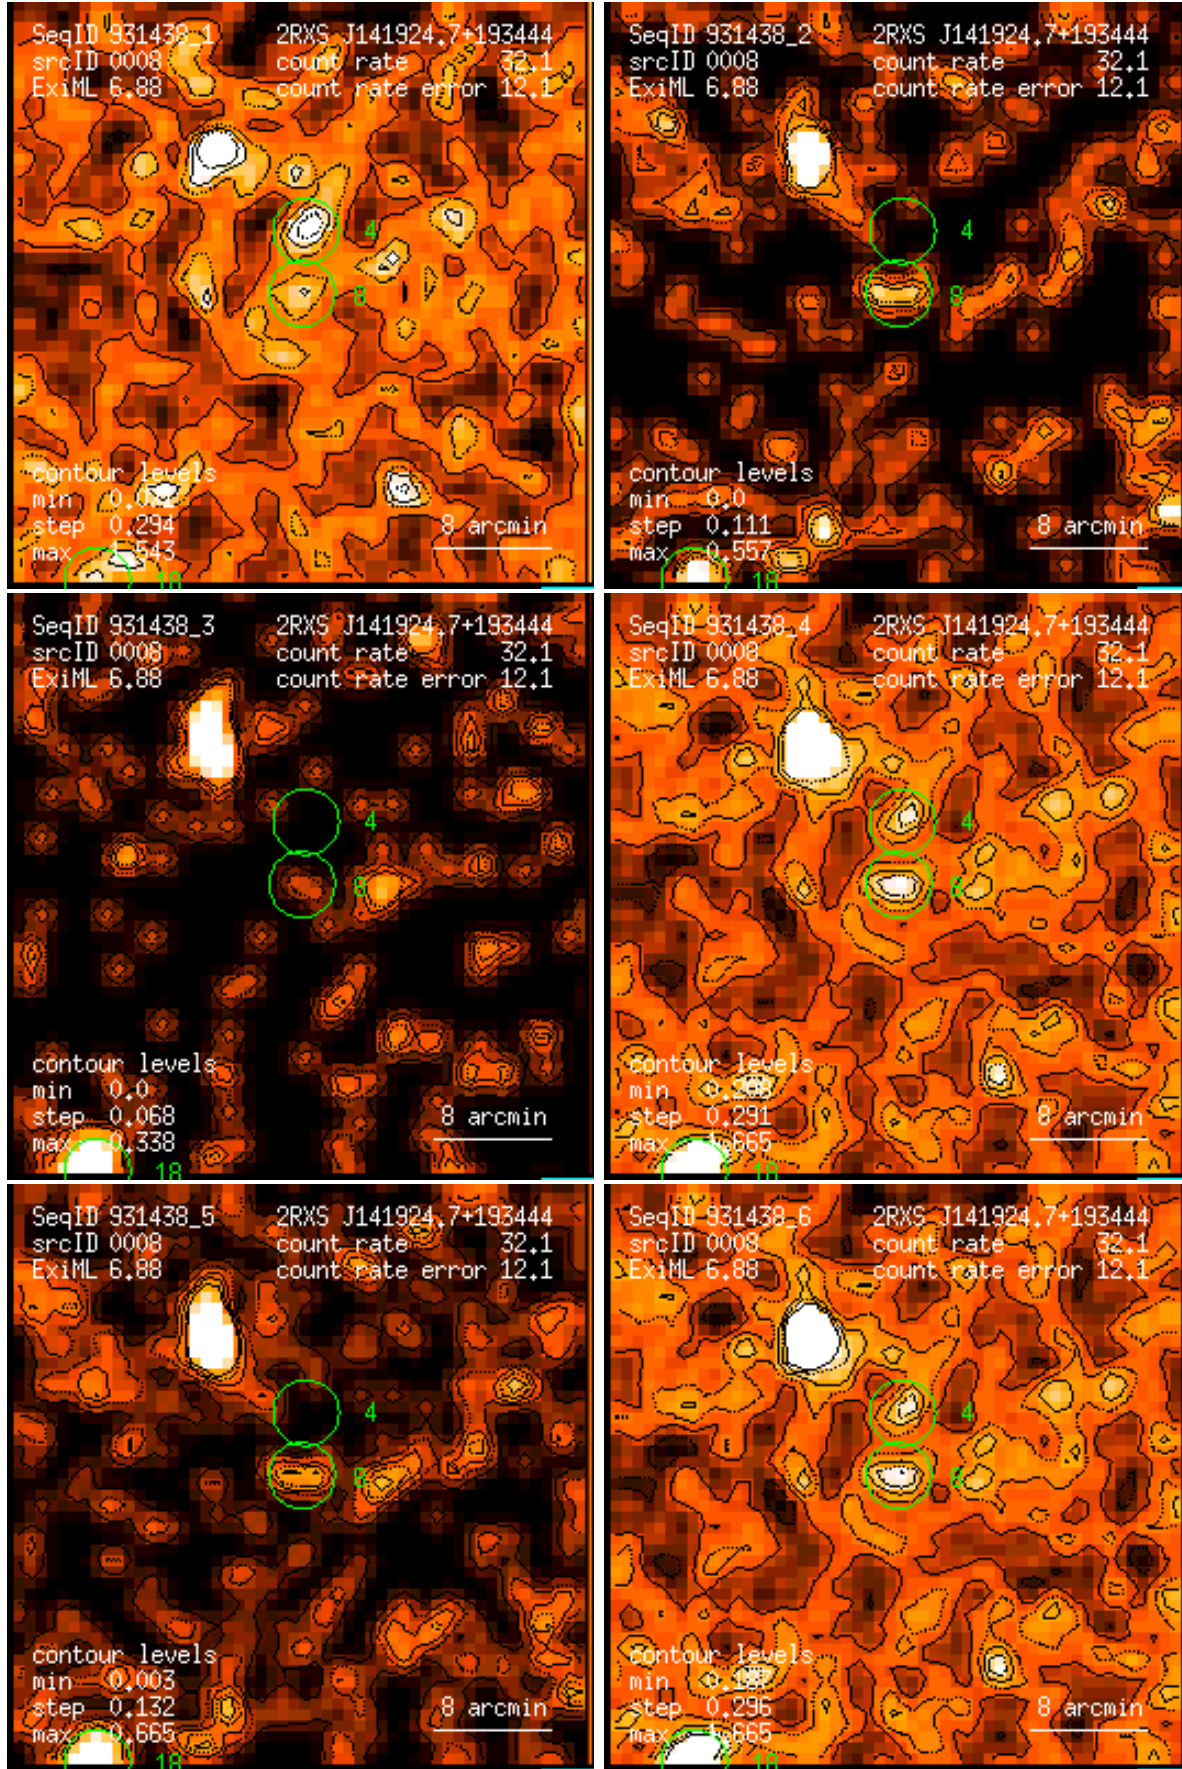 SeqID 931438_1 2RXS J141924.7+193444
srcID 0008 count rate 32.1
ExiML 6.88 count rate error 12.1
4
8
contour levels
min
step 0.294
max 1.543
8 arcmin
18
SeqID 931438_2 2RXS J141924.7+193444
srcID 0008 count rate 32.1
ExiML 6.88 count rate error 12.1
4
8
contour levels
min 0.0
step 0.111
max 0.557
8 arcmin
18
SeqID 931438_3 2RXS J141924.7+193444
srcID 0008 count rate 32.1
ExiML 6.88 count rate error 12.1
4
8
contour levels
min 0.0
step 0.068
max 0.338
8 arcmin
18
SeqID 931438_4 2RXS J141924.7+193444
srcID 0008 count rate 32.1
ExiML 6.88 count rate error 12.1
4
8
contour levels
min
step 0.291
max 1.665
8 arcmin
18
SeqID 931438_5 2RXS J141924.7+193444
srcID 0008 count rate 32.1
ExiML 6.88 count rate error 12.1
4
8
contour levels
min 0.003
step 0.132
max 0.665
8 arcmin
18
SeqID 931438_6 2RXS J141924.7+193444
srcID 0008 count rate 32.1
ExiML 6.88 count rate error 12.1
4
8
contour levels
min 0.187
step 0.296
max 1.665
8 arcmin
18